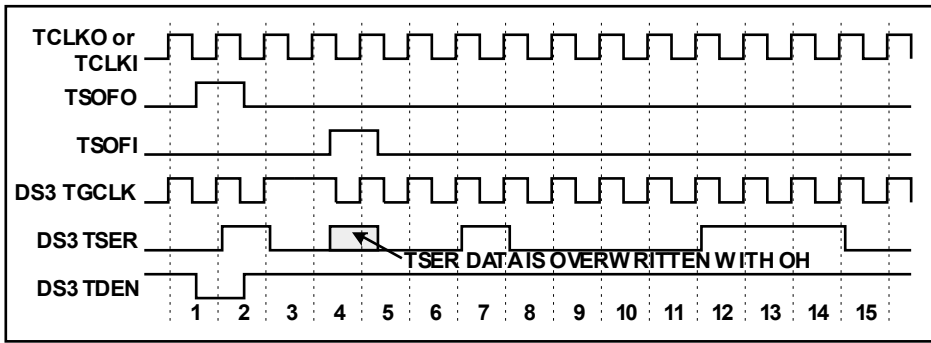 TCLKO or
TCLKI
TSOFO
TSOFI
DS3 TGCLK
DS3 TSER
TSER DATA IS OVERWRITTEN WITH OH
DS3 TDEN
1 2 3 4 5 6 7 8 9 10 11 12 13 14 15